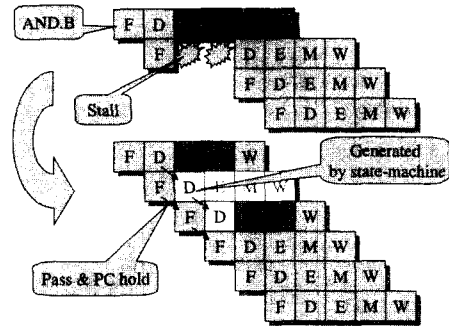 AND.B F D
F D E M W
Stall F D E M W
F D E M W
F D W Generated
by state-machine
F D M W
F D W
Pass & PC hold F D E M W
F D E M W
F D E M W